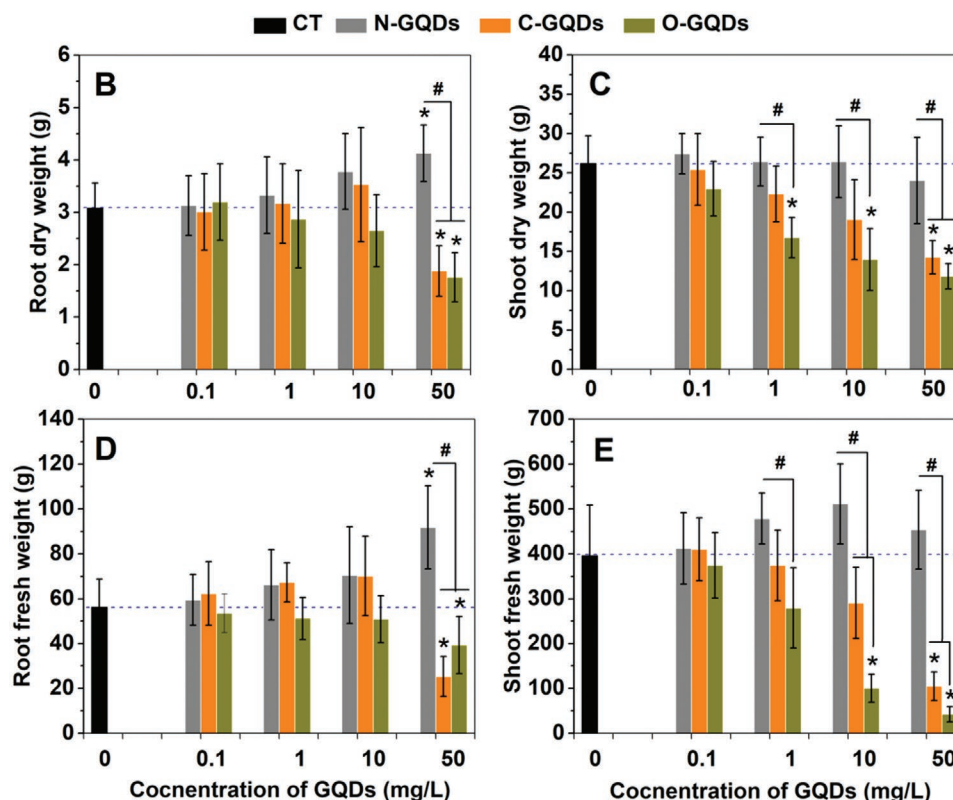 CT N-GQDs C-GQDs O-GQDs
B
Root dry weight (g)
6
5
4
3
2
1
0
# * * *
0 0.1 1 10 50
C
Shoot dry weight (g)
40
35
30
25
20
15
10
5
0
# * # * # * *
0 0.1 1 10 50
D
Root fresh weight (g)
140
120
100
80
60
40
20
0
# * * *
0 0.1 1 10 50
Cocnentration of GQDs (mg/L)
E
Shoot fresh weight (g)
700
600
500
400
300
200
100
0
# # * # * *
0 0.1 1 10 50
Cocnentration of GQDs (mg/L)